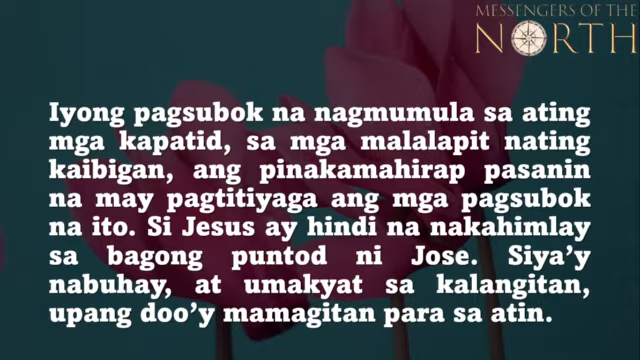 MESSENGERS OF THE
NORTH
Iyong pagsubok na nagmumula sa ating
mga kapatid, sa mga malalapit nating
kaibigan, ang pinakamahirap pasanin
na may pagtitiyaga ang mga pagsubok
na ito. Si Jesus ay hindi na nakahimlay
sa bagong puntod ni Jose. Siya'y
nabuhay, at umakyat sa kalangitan,
upang doo'y mamagitan para sa atin.